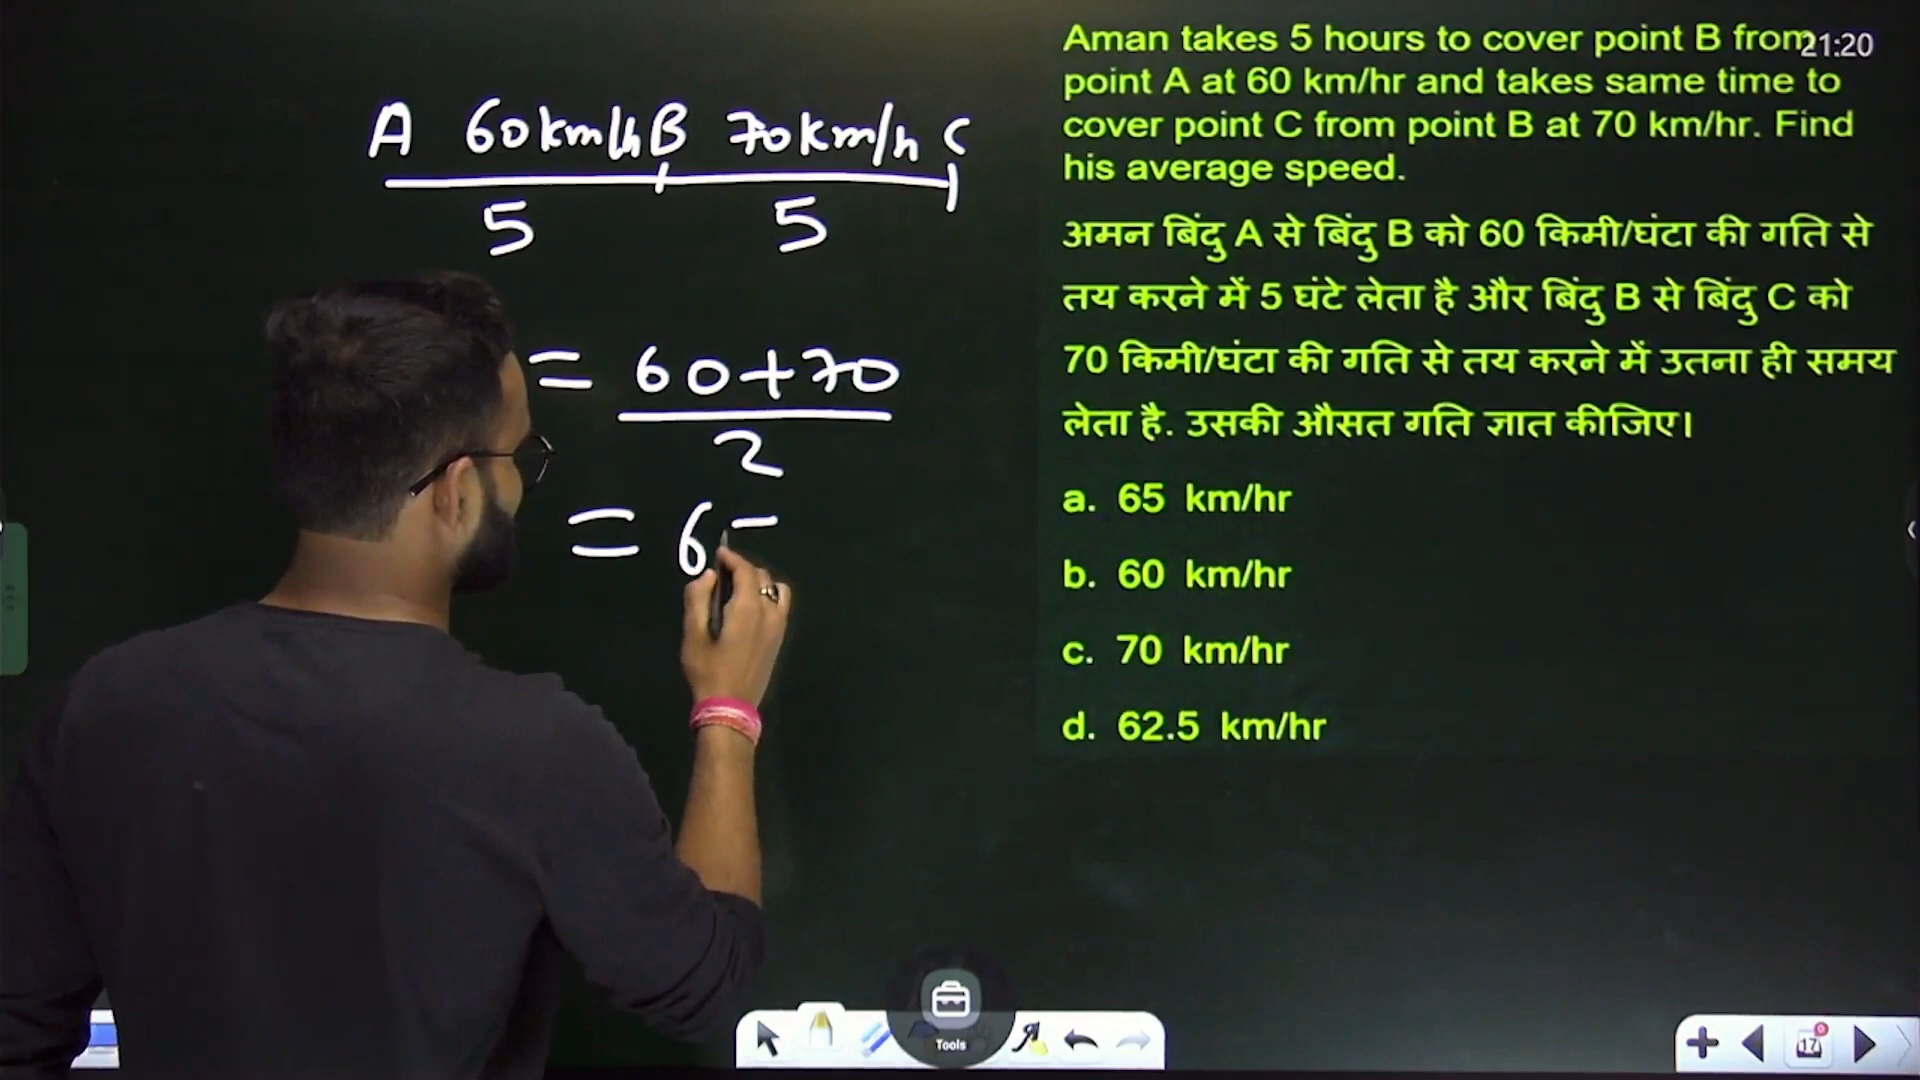 A 60km/h B 70km/h C
5 5
= 60+70
2
= 6
Aman takes 5 hours to cover point B from
21:20
point A at 60 km/hr and takes same time to
cover point C from point B at 70 km/hr. Find
his average speed.
अमन बिंदु A से बिंदु B को 60 किमी/घंटा की गति से
तय करने में 5 घंटे लेता है और बिंदु B से बिंदु C को
70 किमी/घंटा की गति से तय करने में उतना ही समय
लेता है. उसकी औसत गति ज्ञात कीजिए।
a. 65 km/hr
b. 60 km/hr
c. 70 km/hr
d. 62.5 km/hr
Tools
17